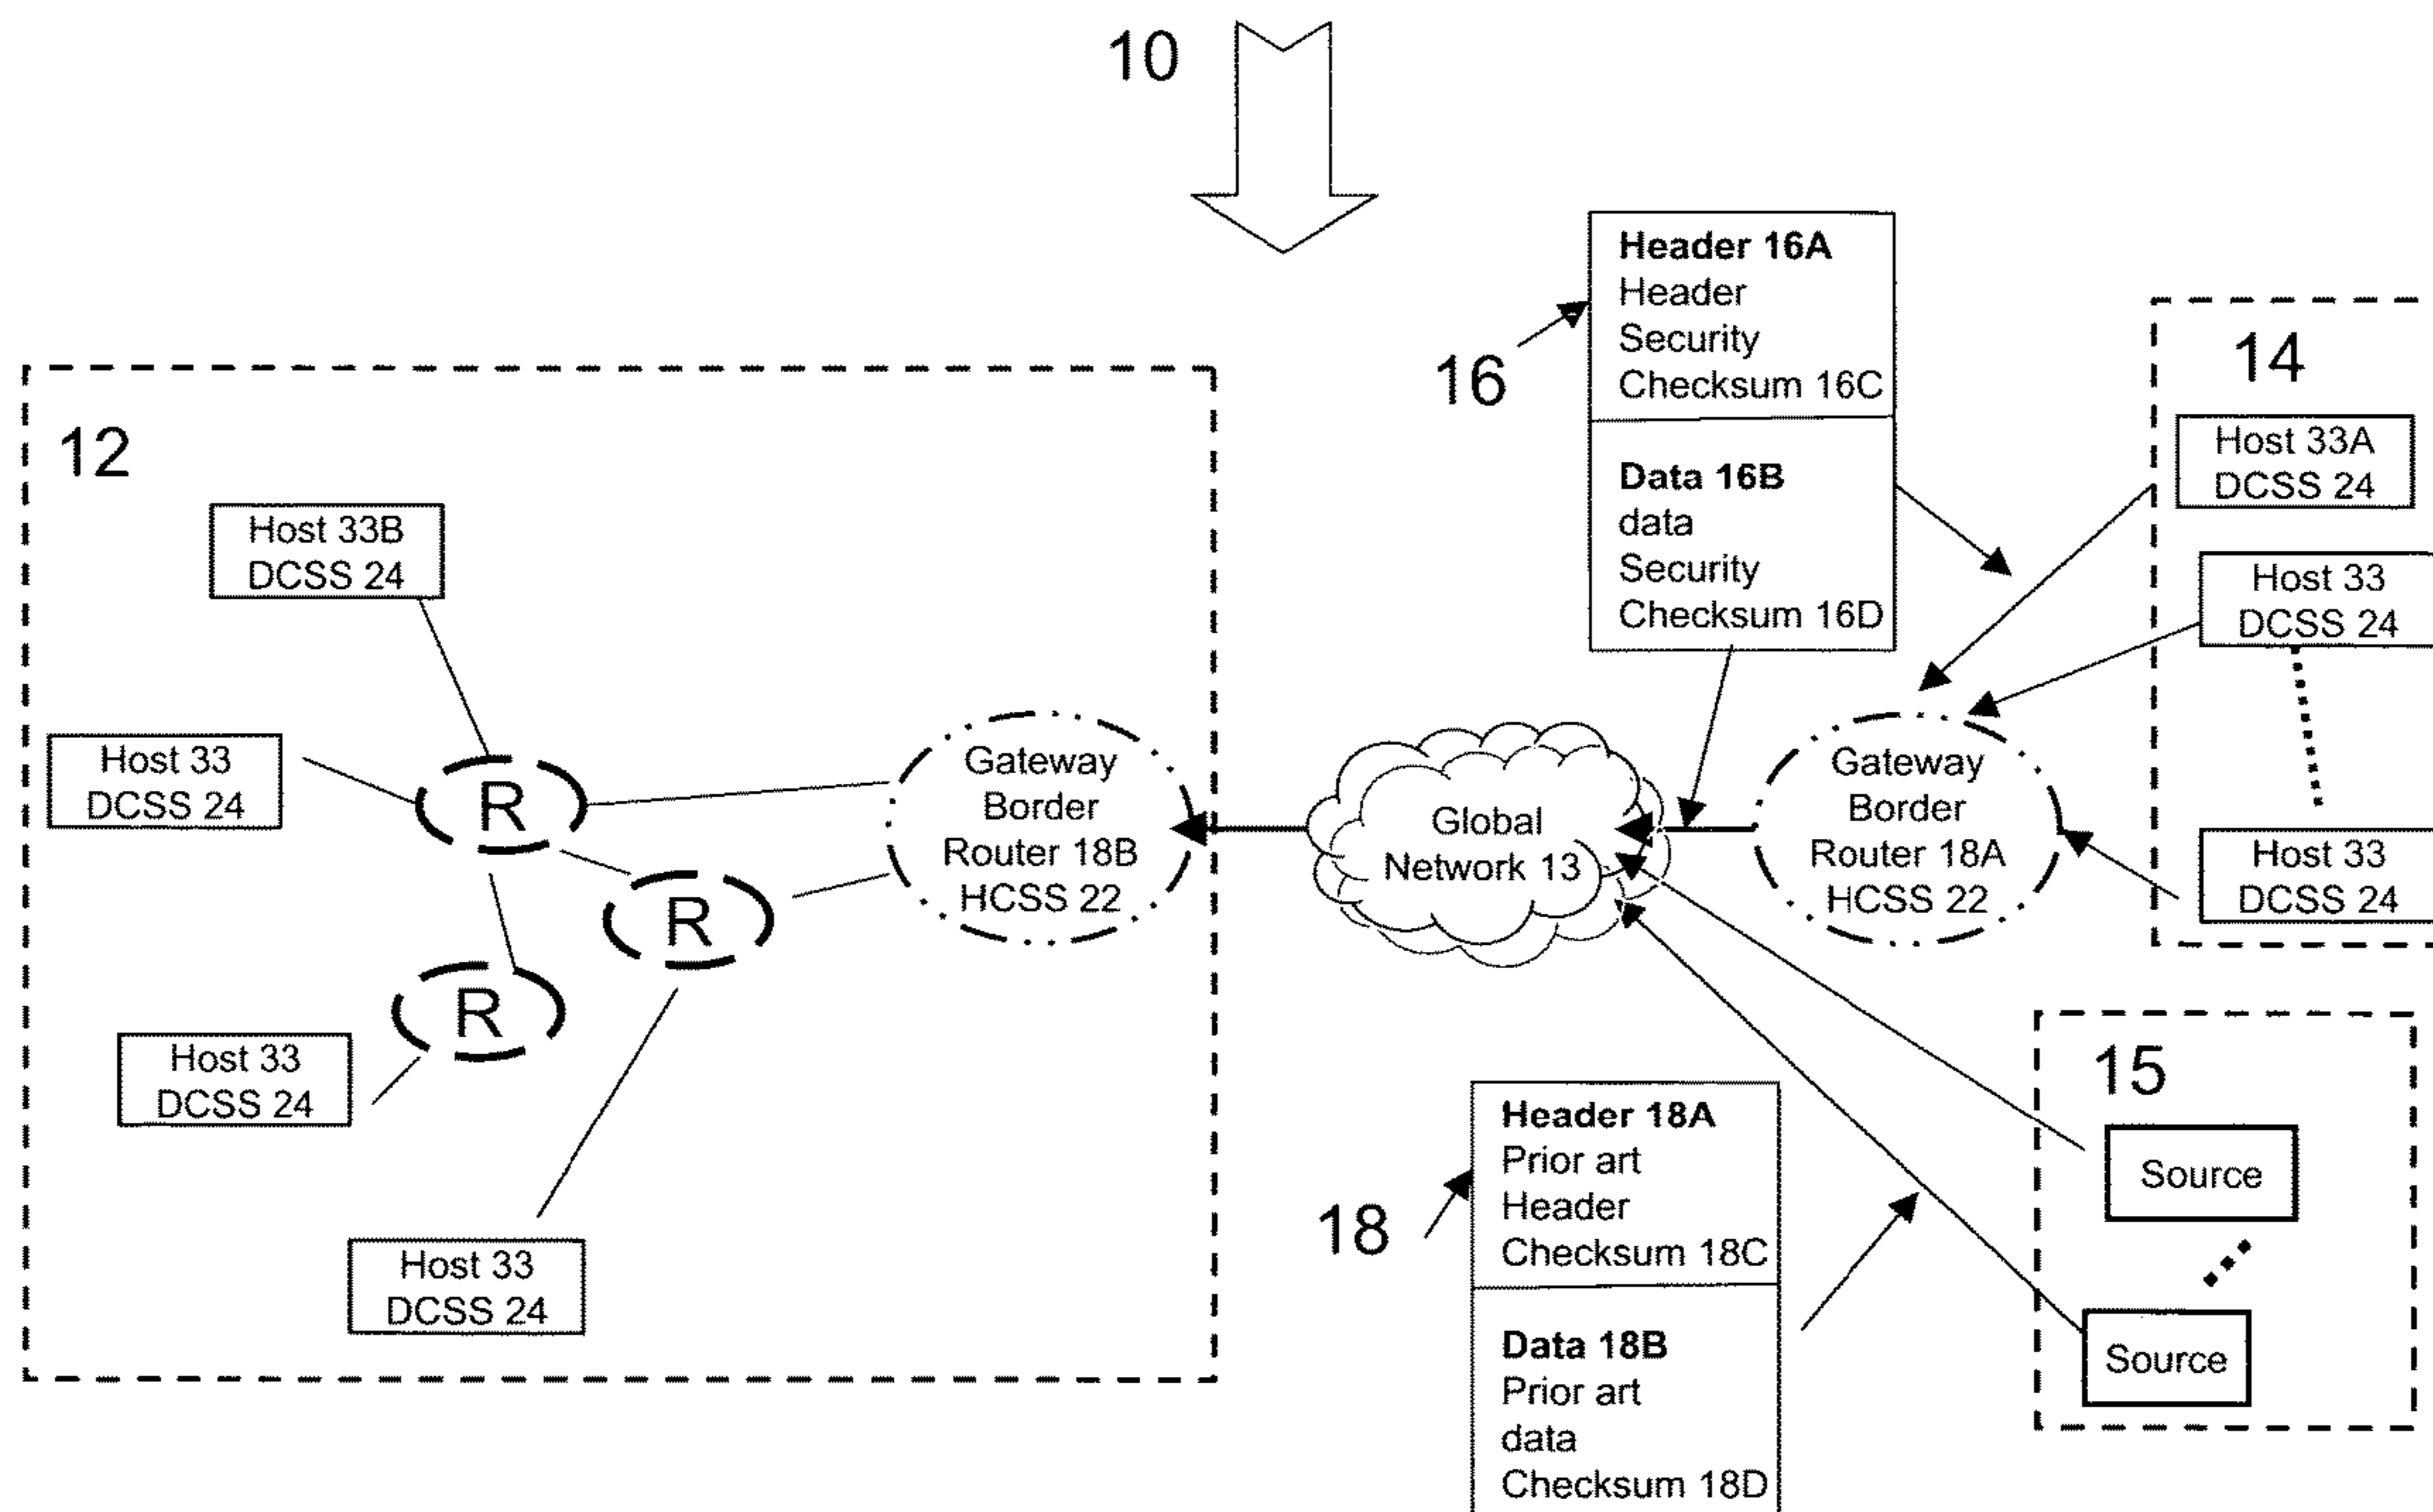 10
Header 16A
Header
Security
Checksum 16C
16
Data 16B
data
Security
Checksum 16D
14
Host 33A
DCSS 24
Host 33
DCSS 24
Host 33
DCSS 24
12
Host 33B
DCSS 24
Host 33
DCSS 24
R
R
R
Host 33
DCSS 24
Host 33
DCSS 24
Gateway
Border
Router 18B
HCSS 22
Global
Network 13
Gateway
Border
Router 18A
HCSS 22
15
Source
Source
18
Header 18A
Prior art
Header
Checksum 18C
Data 18B
Prior art
data
Checksum 18D